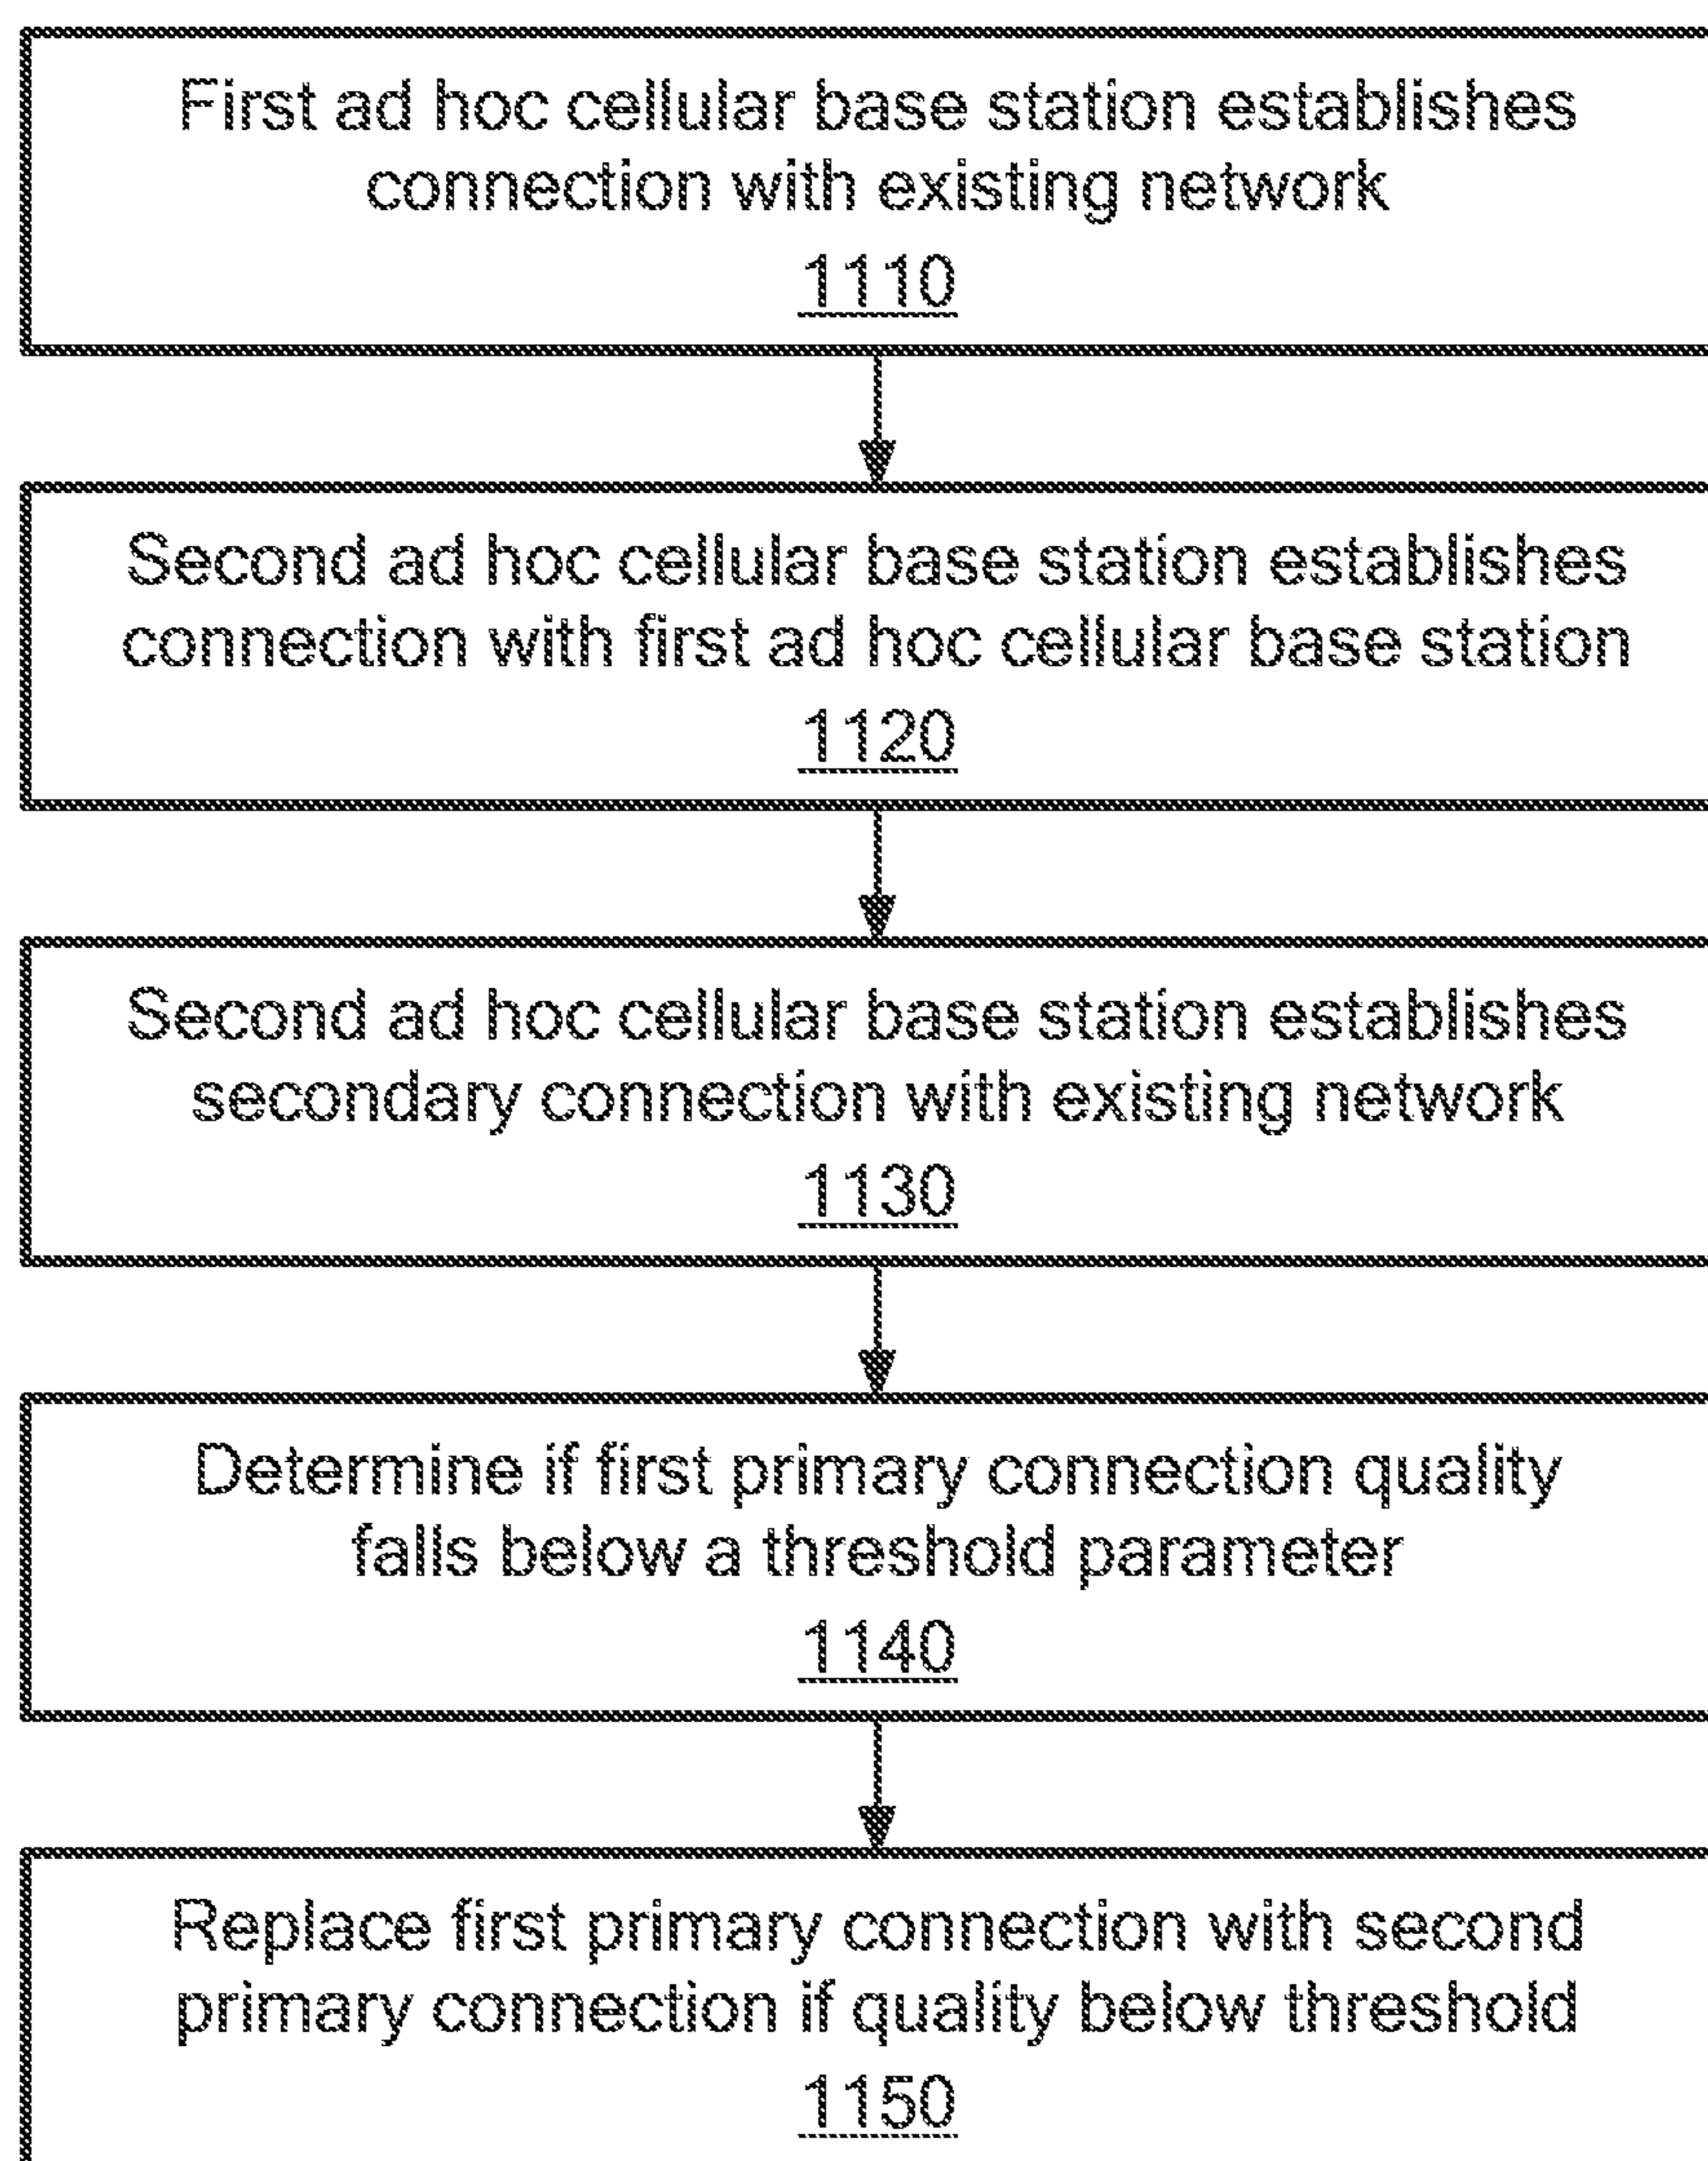 First ad hoc cellular base station establishes
connection with existing network
1110
Second ad hoc cellular base station establishes
connection with first ad hoc cellular base station
1120
Second ad hoc cellular base station establishes
secondary connection with existing network
1130
Determine if first primary connection quality
falls below a threshold parameter
1140
Replace first primary connection with second
primary connection if quality below threshold
1150